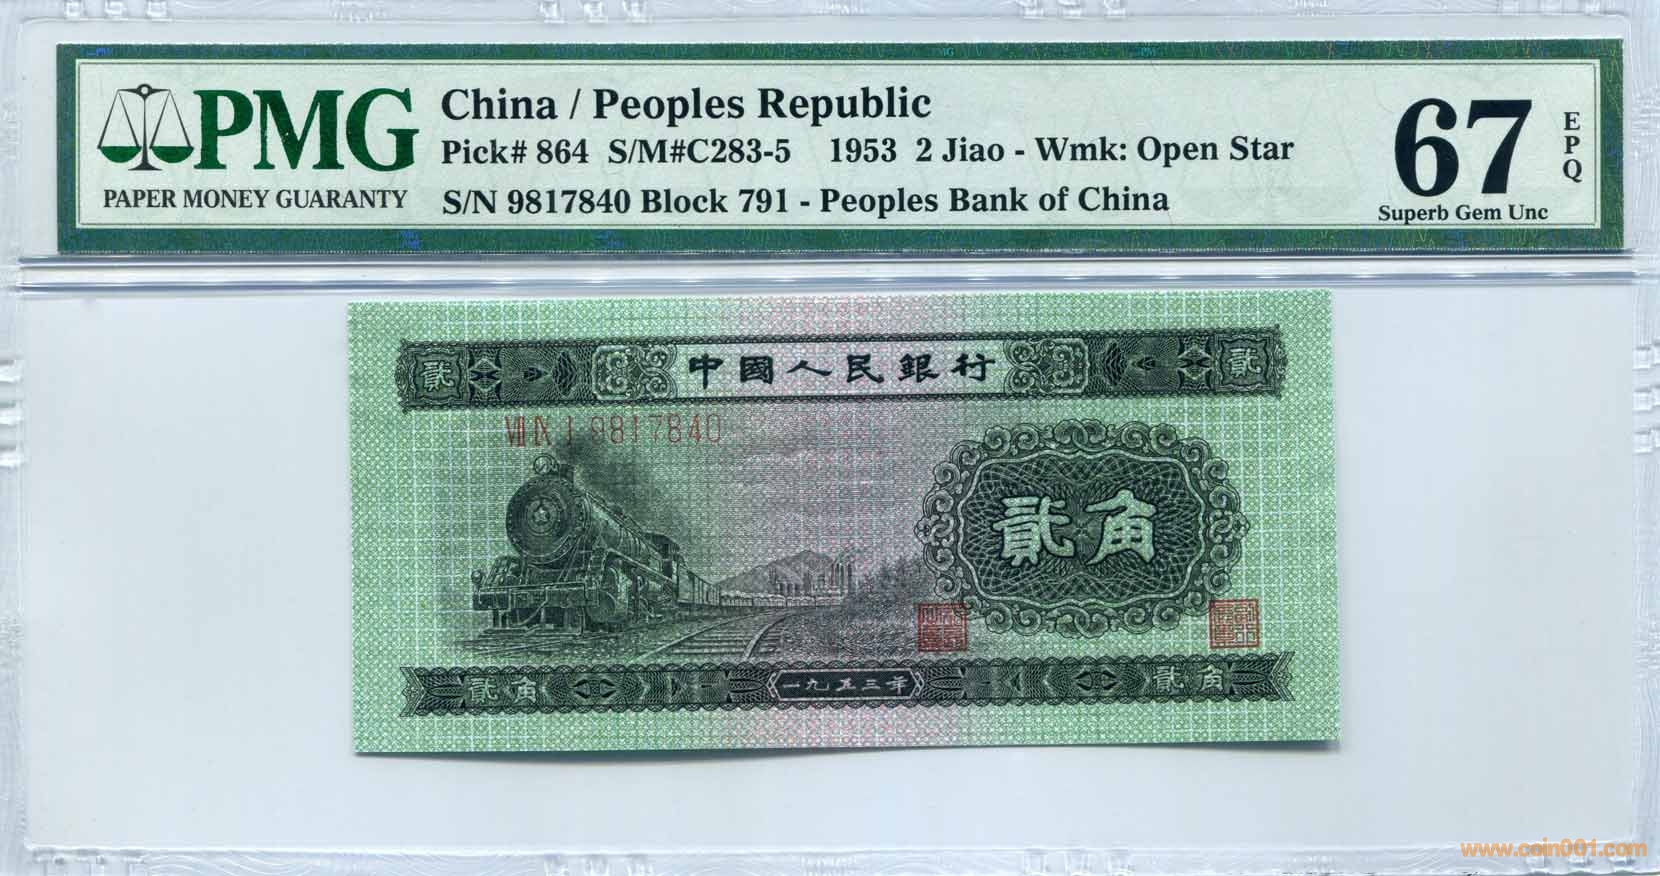 PMG
PAPER MONEY GUARANTY
China / Peoples Republic
Pick# 864 S/M#C283-5 1953 2 Jiao - Wmk: Open Star
S/N 9817840 Block 791 - Peoples Bank of China
67
EPQ
Superb Gem Unc
貳 中國人民銀行 貳
VII IX I 9817840
貳角
貳角 一九五三年 貳角
www.coin001.com